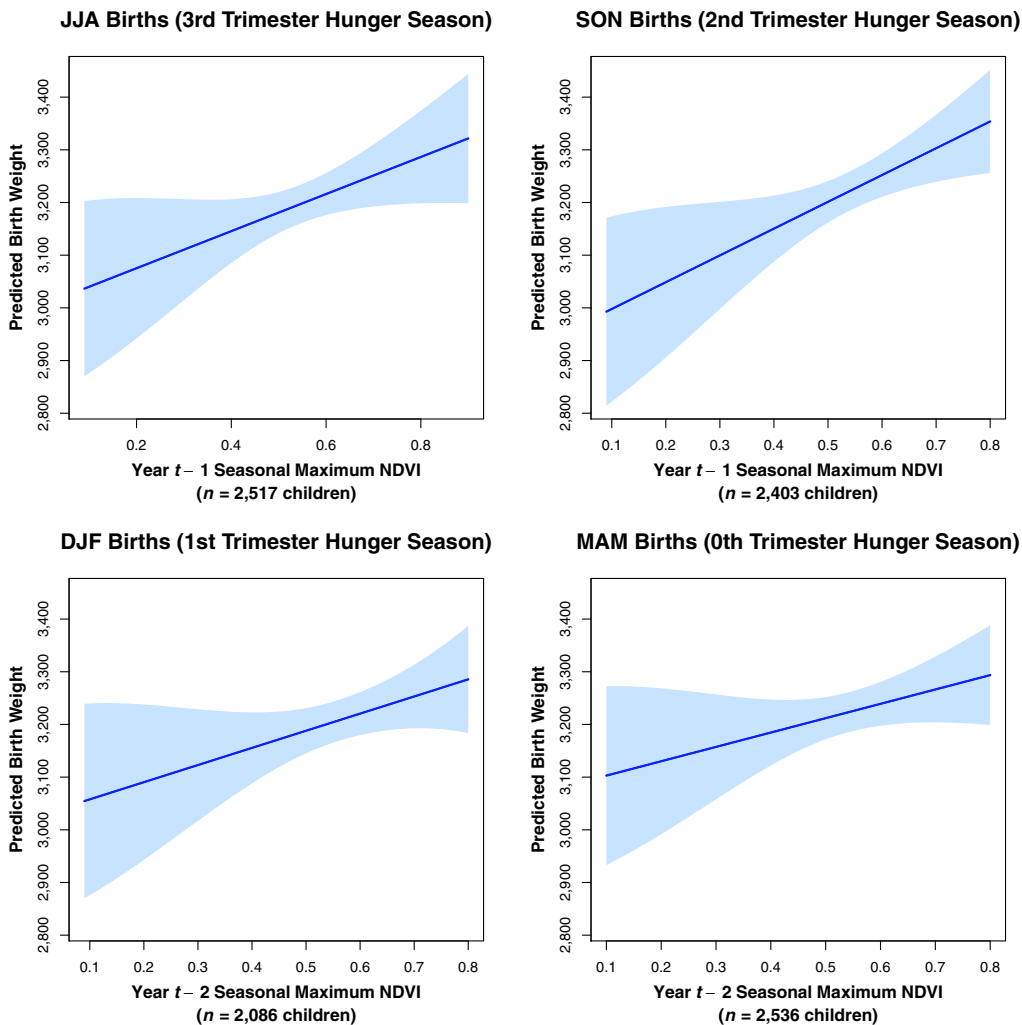 JJA Births (3rd Trimester Hunger Season)
Predicted Birth Weight
3,400
3,300
3,200
3,100
3,000
2,900
2,800
0.2 0.4 0.6 0.8
Year t − 1 Seasonal Maximum NDVI
(n = 2,517 children)
SON Births (2nd Trimester Hunger Season)
Predicted Birth Weight
3,400
3,300
3,200
3,100
3,000
2,900
2,800
0.1 0.2 0.3 0.4 0.5 0.6 0.7 0.8
Year t − 1 Seasonal Maximum NDVI
(n = 2,403 children)
DJF Births (1st Trimester Hunger Season)
Predicted Birth Weight
3,400
3,300
3,200
3,100
3,000
2,900
2,800
0.1 0.2 0.3 0.4 0.5 0.6 0.7 0.8
Year t − 2 Seasonal Maximum NDVI
(n = 2,086 children)
MAM Births (0th Trimester Hunger Season)
Predicted Birth Weight
3,400
3,300
3,200
3,100
3,000
2,900
2,800
0.1 0.2 0.3 0.4 0.5 0.6 0.7 0.8
Year t − 2 Seasonal Maximum NDVI
(n = 2,536 children)